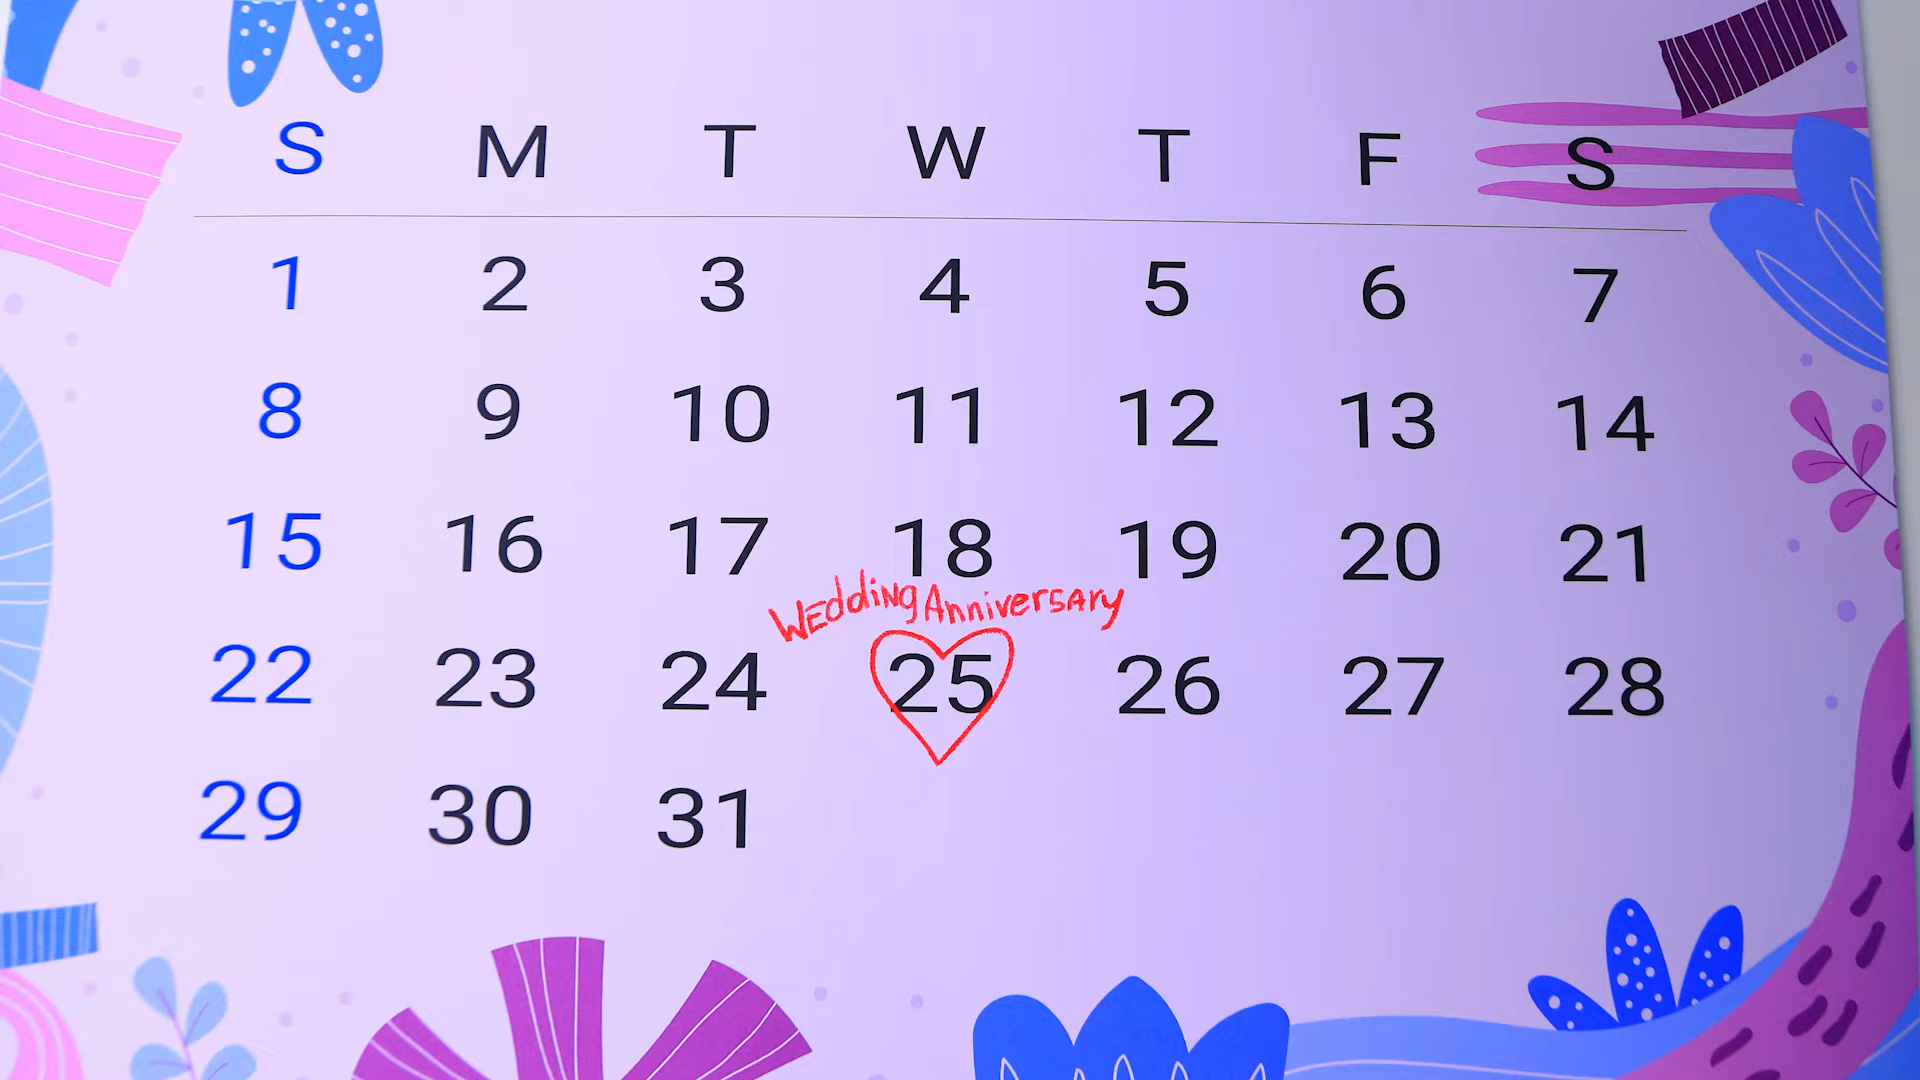 S M T W T F S
1 2 3 4 5 6 7
8 9 10 11 12 13 14
15 16 17 18 19 20 21
Wedding Anniversary
22 23 24 25 26 27 28
29 30 31